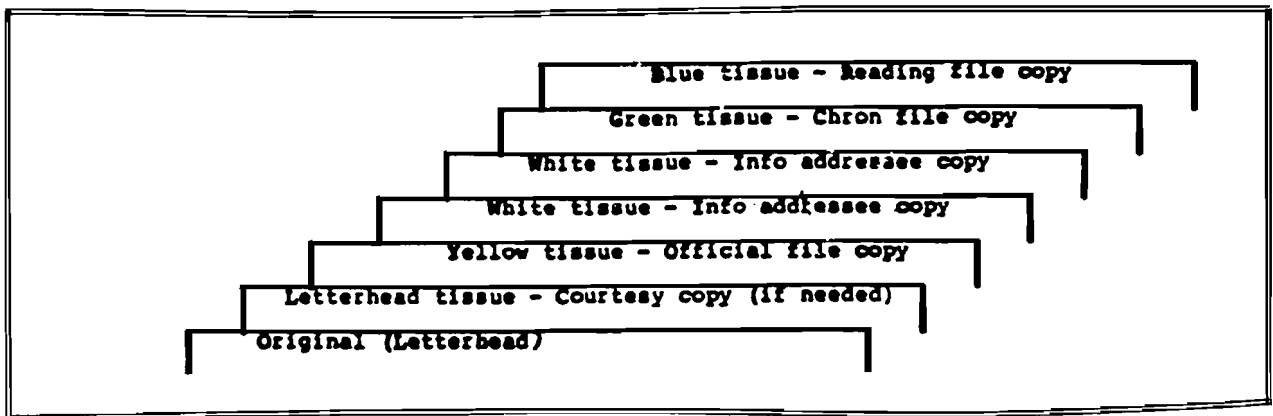 Blue tissue - Reading file copy
Green tissue - Chron file copy
White tissue - Info addressee copy
White tissue - Info addressee copy
Yellow tissue - Official file copy
Letterhead tissue - Courtesy copy (if needed)
Original (Letterhead)